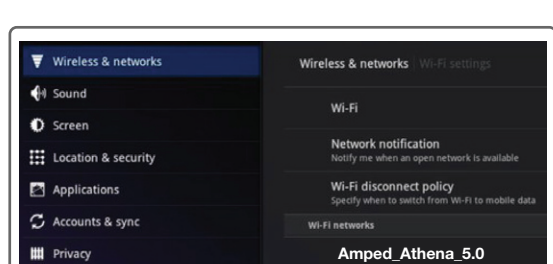 Wireless & networks
Sound
Screen
Location & security
Applications
Accounts & sync
Privacy
Wireless & networks | Wi-Fi settings
Wi-Fi
Network notification
Notify me when an open network is available
Wi-Fi disconnect policy
Specify when to switch from Wi-Fi to mobile data
Wi-Fi networks
Amped_Athena_5.0